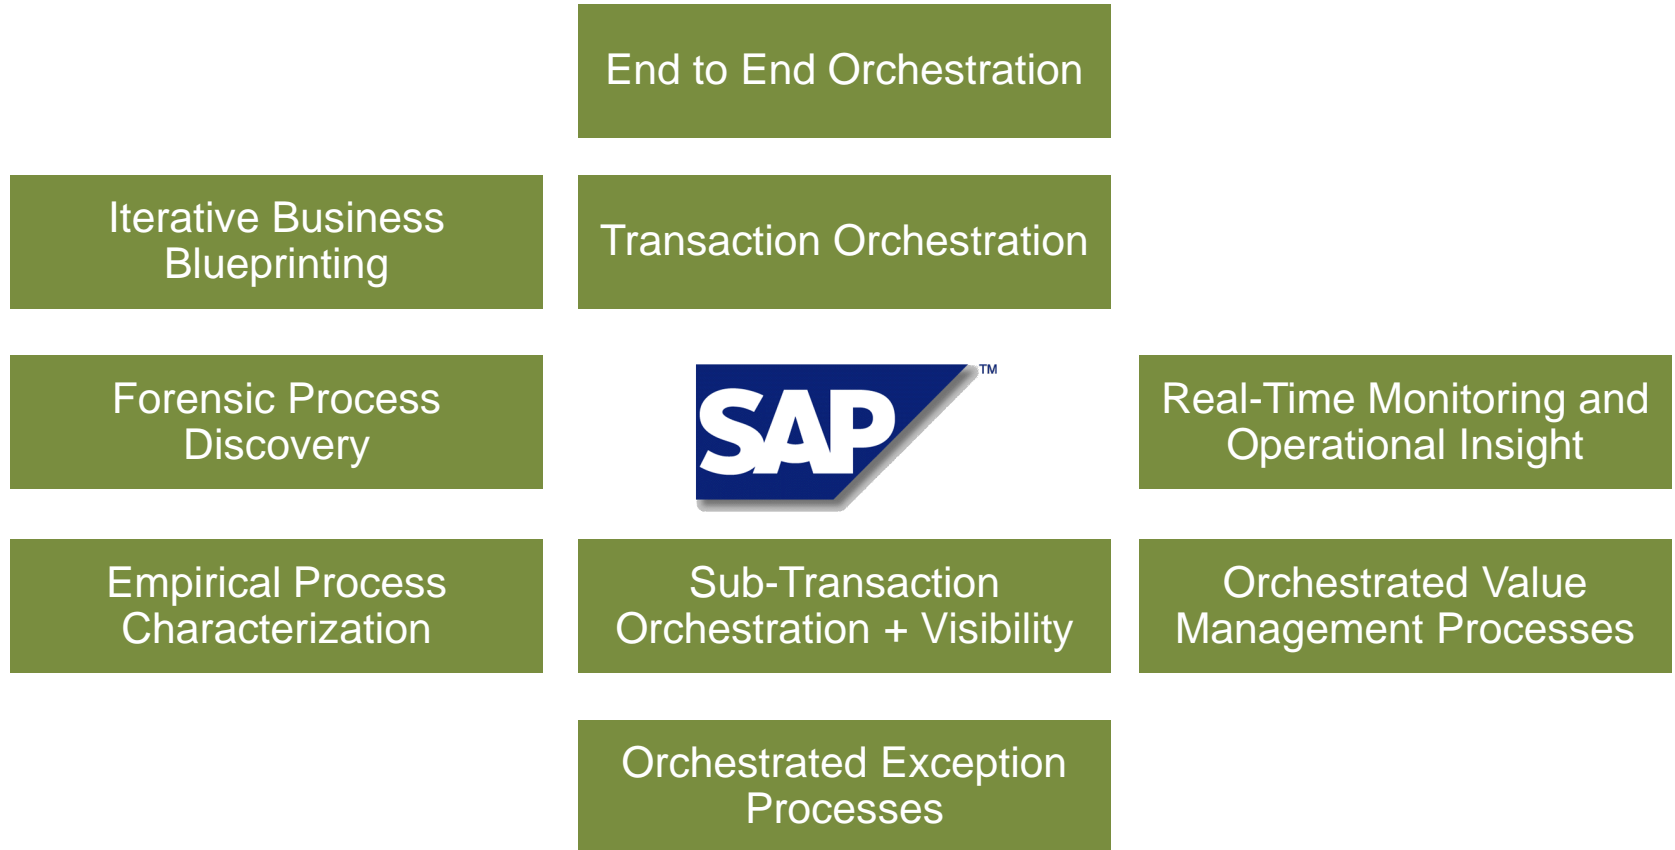 End to End Orchestration
Iterative Business
Blueprinting
Transaction Orchestration
Forensic Process
Discovery
SAP
TM
Real-Time Monitoring and
Operational Insight
Empirical Process
Characterization
Sub-Transaction
Orchestration + Visibility
Orchestrated Value
Management Processes
Orchestrated Exception
Processes